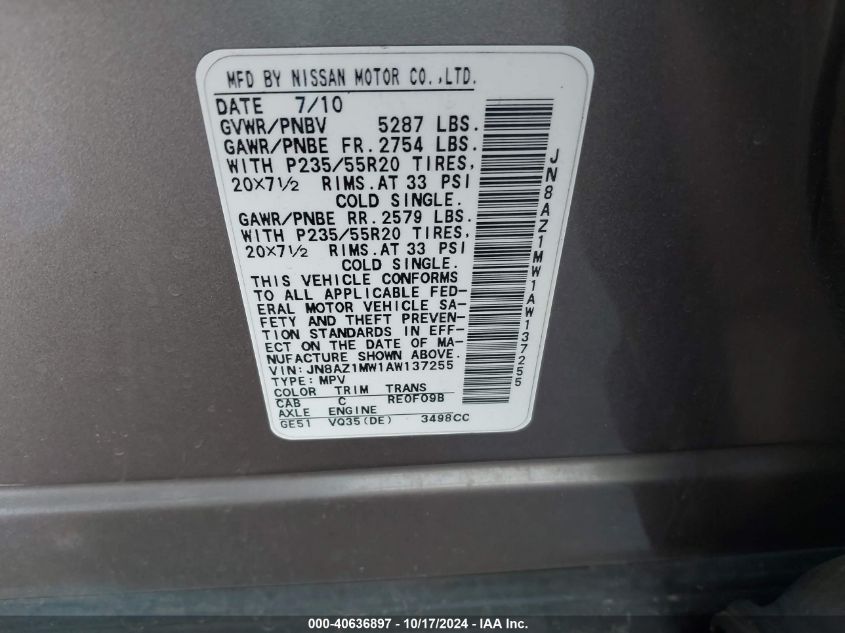 MFD BY NISSAN MOTOR CO.,LTD.
DATE 7/10
GVWR/PNBV 5287 LBS.
GAWR/PNBE FR.2754 LBS.
WITH P235/55R20 TIRES,
20X7 1/2 RIMS.AT 33 PSI
COLD SINGLE.
GAWR/PNBE RR.2579 LBS.
WITH P235/55R20 TIRES,
20X7 1/2 RIMS.AT 33 PSI
COLD SINGLE.
THIS VEHICLE CONFORMS
TO ALL APPLICABLE FED-
ERAL MOTOR VEHICLE SA-
FETY AND THEFT PREVEN-
TION STANDARDS IN EFF-
ECT ON THE DATE OF MA-
NUFACTURE SHOWN ABOVE.
VIN: JN8AZ1MW1AW137255
TYPE: MPV
COLOR TRIM TRANS
CAB C RE0F09B
AXLE ENGINE
GE51 VQ35(DE) 3498CC
JN8AZ1MW1AW137255
000-40636897 - 10/17/2024 - IAA Inc.